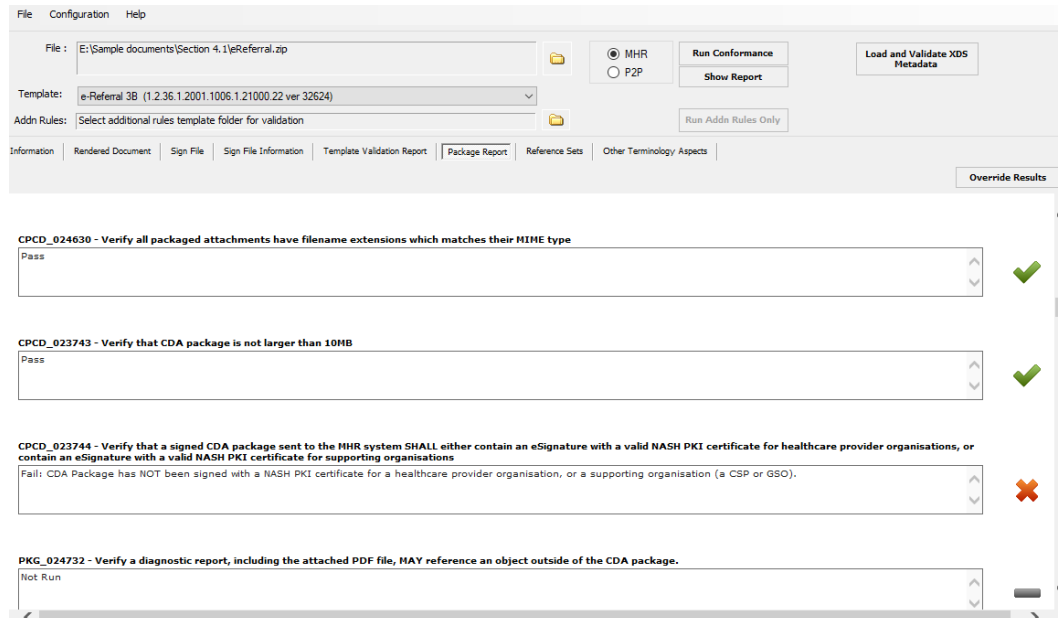 File Configuration Help
File : E:\Sample documents\Section 4.1\eReferral.zip
MHR
P2P
Run Conformance
Show Report
Load and Validate XDS
Metadata
Template: e-Referral 3B (1.2.36.1.2001.1006.1.21000.22 ver 32624)
Addn Rules: Select additional rules template folder for validation
Run Addn Rules Only
Information Rendered Document Sign File Sign File Information Template Validation Report Package Report Reference Sets Other Terminology Aspects
Override Results
CPCD_024630 - Verify all packaged attachments have filename extensions which matches their MIME type
Pass
CPCD_023743 - Verify that CDA package is not larger than 10MB
Pass
CPCD_023744 - Verify that a signed CDA package sent to the MHR system SHALL either contain an eSignature with a valid NASH PKI certificate for healthcare provider organisations, or
contain an eSignature with a valid NASH PKI certificate for supporting organisations
Fail: CDA Package has NOT been signed with a NASH PKI certificate for a healthcare provider organisation, or a supporting organisation (a CSP or GSO).
PKG_024732 - Verify a diagnostic report, including the attached PDF file, MAY reference an object outside of the CDA package.
Not Run